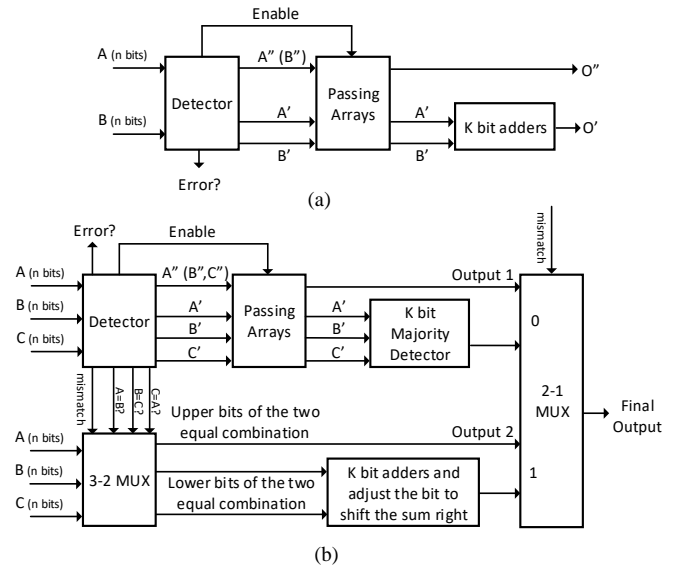 Enable
A (n bits)
A” (B”)
O”
Detector
Passing
Arrays
A’
A’
K bit adders
O’
B (n bits)
B’
B’
Error?
(a)
Error?
Enable
mismatch
A (n bits)
A” (B”,C”)
Output 1
B (n bits)
Detector
A’
B’
C’
Passing
Arrays
A’
B’
C’
K bit
Majority
Detector
0
C (n bits)
2-1
MUX
Final
Output
mismatch
A=B?
B=C?
C=A?
Upper bits of the two
equal combination
Output 2
A (n bits)
B (n bits)
C (n bits)
3-2 MUX
Lower bits of the two
equal combination
K bit adders and
adjust the bit to
shift the sum right
1
(b)